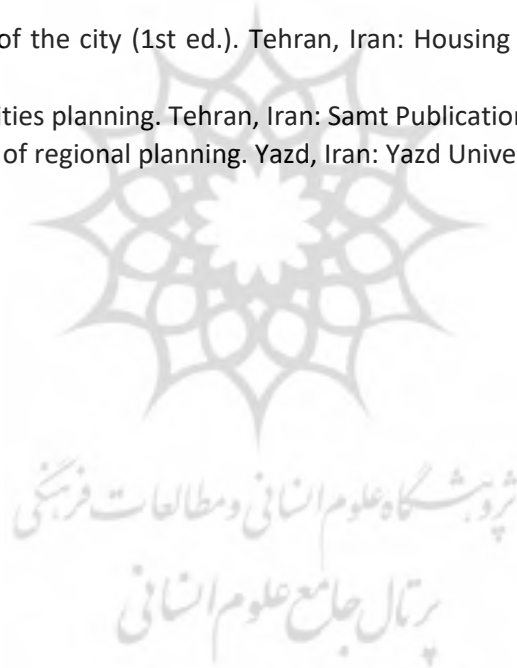 of the city (1st ed.). Tehran, Iran: Housing
ities planning. Tehran, Iran: Samt Publication
of regional planning. Yazd, Iran: Yazd Unive
پژوهشگاه علوم انسانی و مطالعات فرهنگی
پرتال جامع علوم انسانی